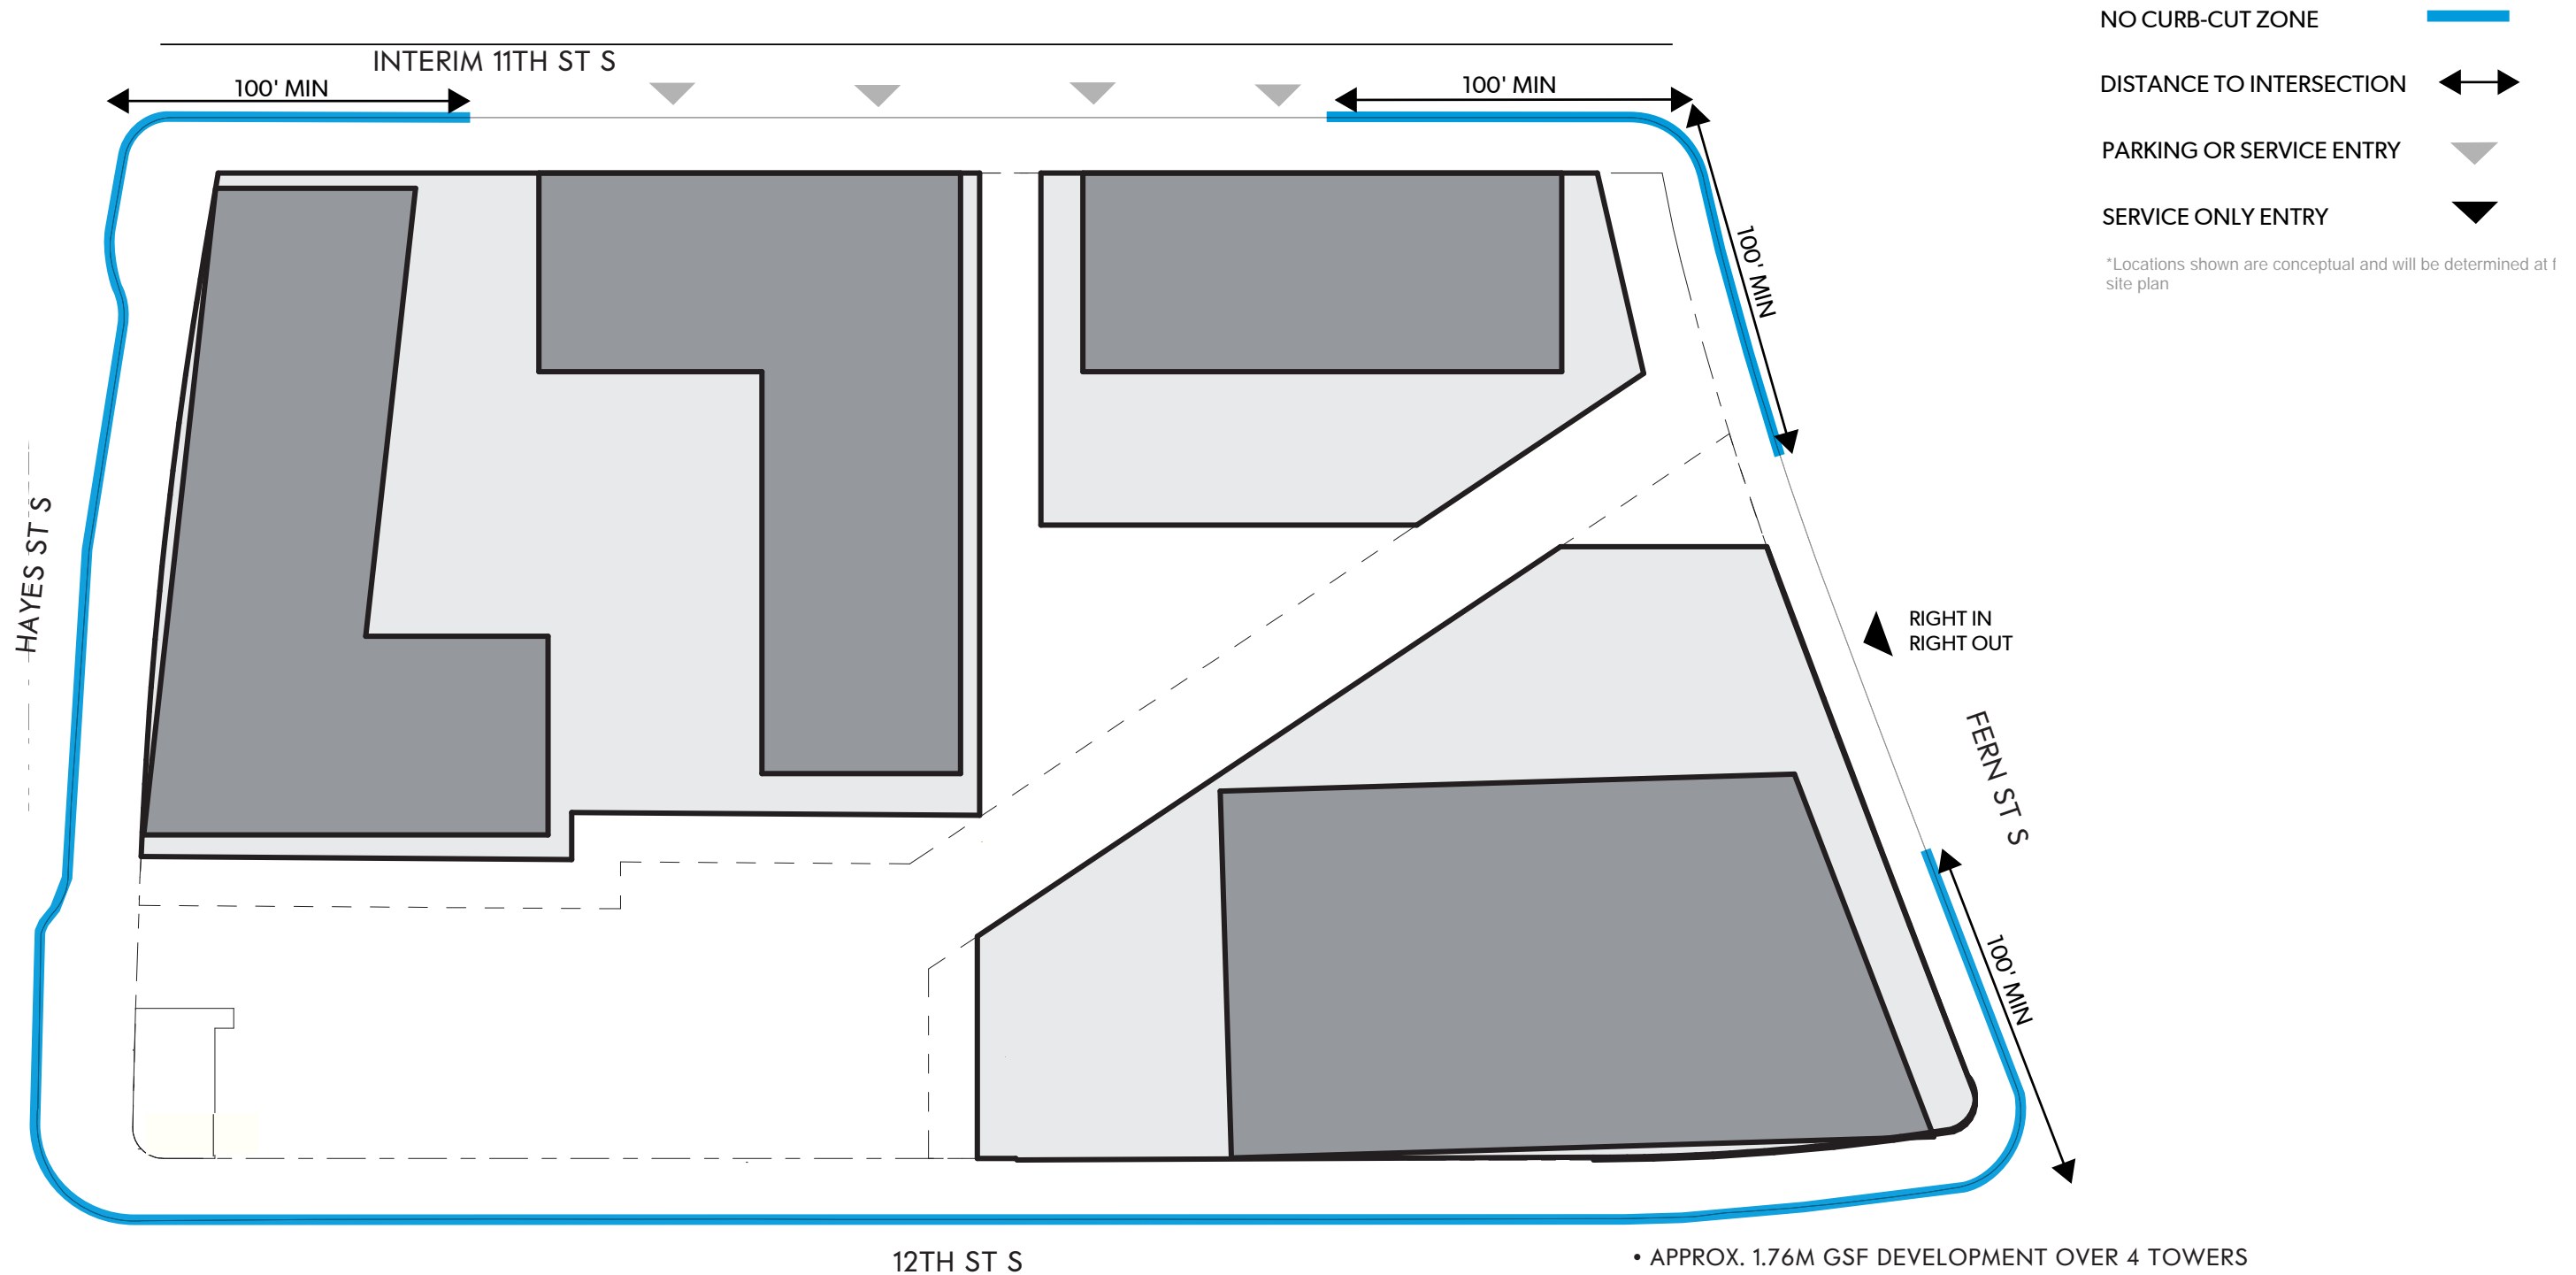 NO CURB-CUT ZONE
INTERIM 11TH ST S
100' MIN
100' MIN
DISTANCE TO INTERSECTION
PARKING OR SERVICE ENTRY
SERVICE ONLY ENTRY
100' MIN
*Locations shown are conceptual and will be determined at
site plan
HAYES ST S
RIGHT IN
RIGHT OUT
FERN ST S
100' MIN
12TH ST S
• APPROX. 1.76M GSF DEVELOPMENT OVER 4 TOWERS